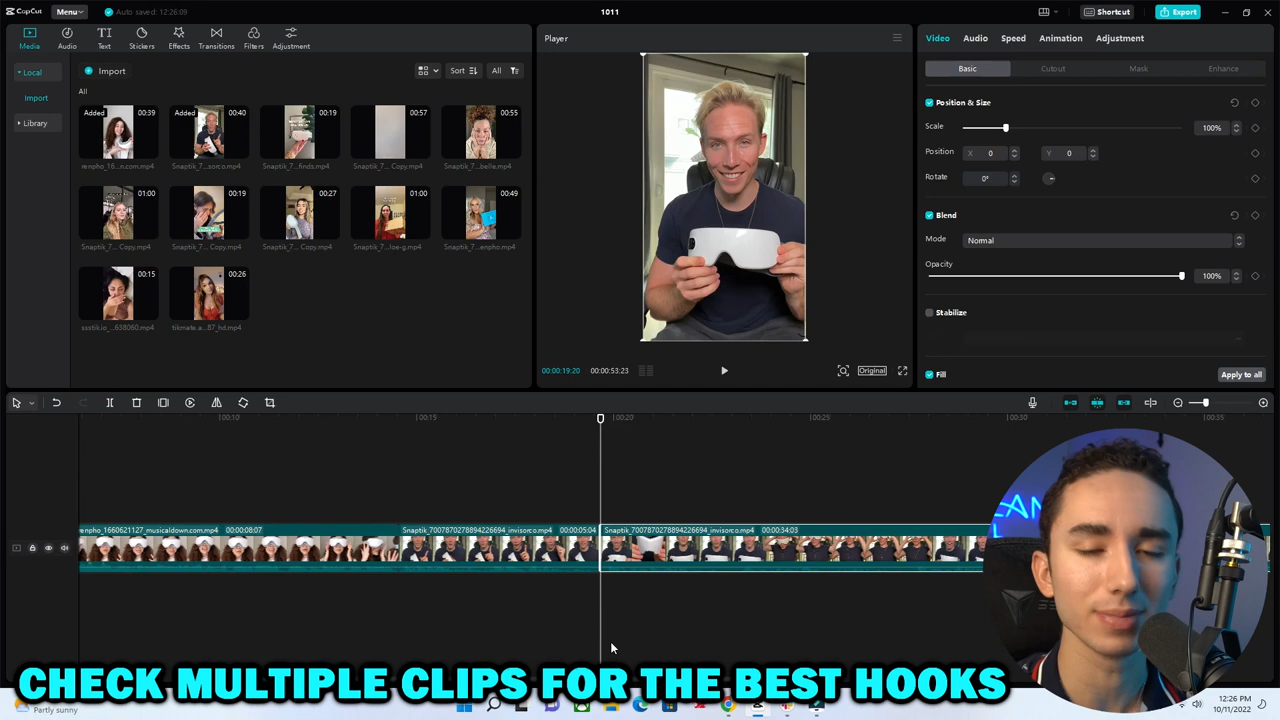 CapCut
Menu
Auto saved: 12:26:09
1011
Shortcut
Export
Media
Audio
Text
Stickers
Effects
Transitions
Filters
Adjustment
Local
Import
Library
Import
Sort
All
All
Added 00:39
Added 00:40
00:19
00:57
00:55
renpho_16...n.com.mp4
Snaptik_7...sorco.mp4
Snaptik_7...finds.mp4
Snaptik_7... Copy.mp4
Snaptik_7...belle.mp4
01:00
00:19
00:27
01:00
00:49
Snaptik_7... Copy.mp4
Snaptik_7... Copy.mp4
Snaptik_7... Copy.mp4
Snaptik_7...loe-g.mp4
Snaptik_7...enpho.mp4
00:15
00:26
ssstik.io_...638060.mp4
tikmate.a...87_hd.mp4
Player
00:00:19:20
00:00:53:23
Original
Video
Audio
Speed
Animation
Adjustment
Basic
Cutout
Mask
Enhance
Position & Size
Scale
100%
Position
X 0
Y 0
Rotate
0°
Blend
Mode
Normal
Opacity
100%
Stabilize
Fill
Apply to all
00:10
00:15
00:20
00:25
00:30
00:35
enpho_1660621127_musicaldown.com.mp4 00:00:08:07
Snaptik_7007870278894226694_invisorco.mp4 00:00:05:04
Snaptik_7007870278894226694_invisorco.mp4 00:00:34:03
CHECK MULTIPLE CLIPS FOR THE BEST HOOKS
Partly sunny
12:26 PM
10/11/2022